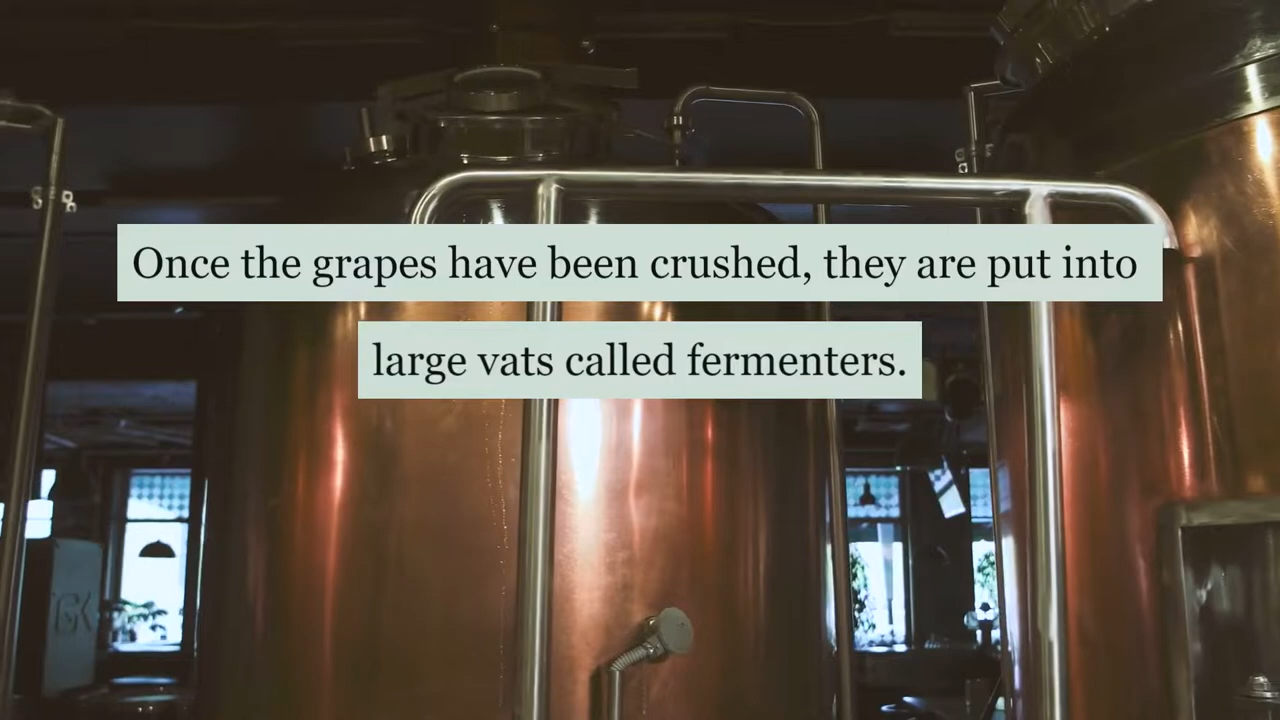 Once the grapes have been crushed, they are put into
large vats called fermenters.